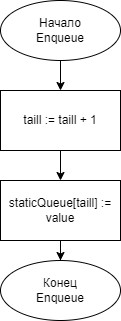 Начало
Enqueue
taill := taill + 1
staticQueue[taill] :=
value
Конец
Enqueue